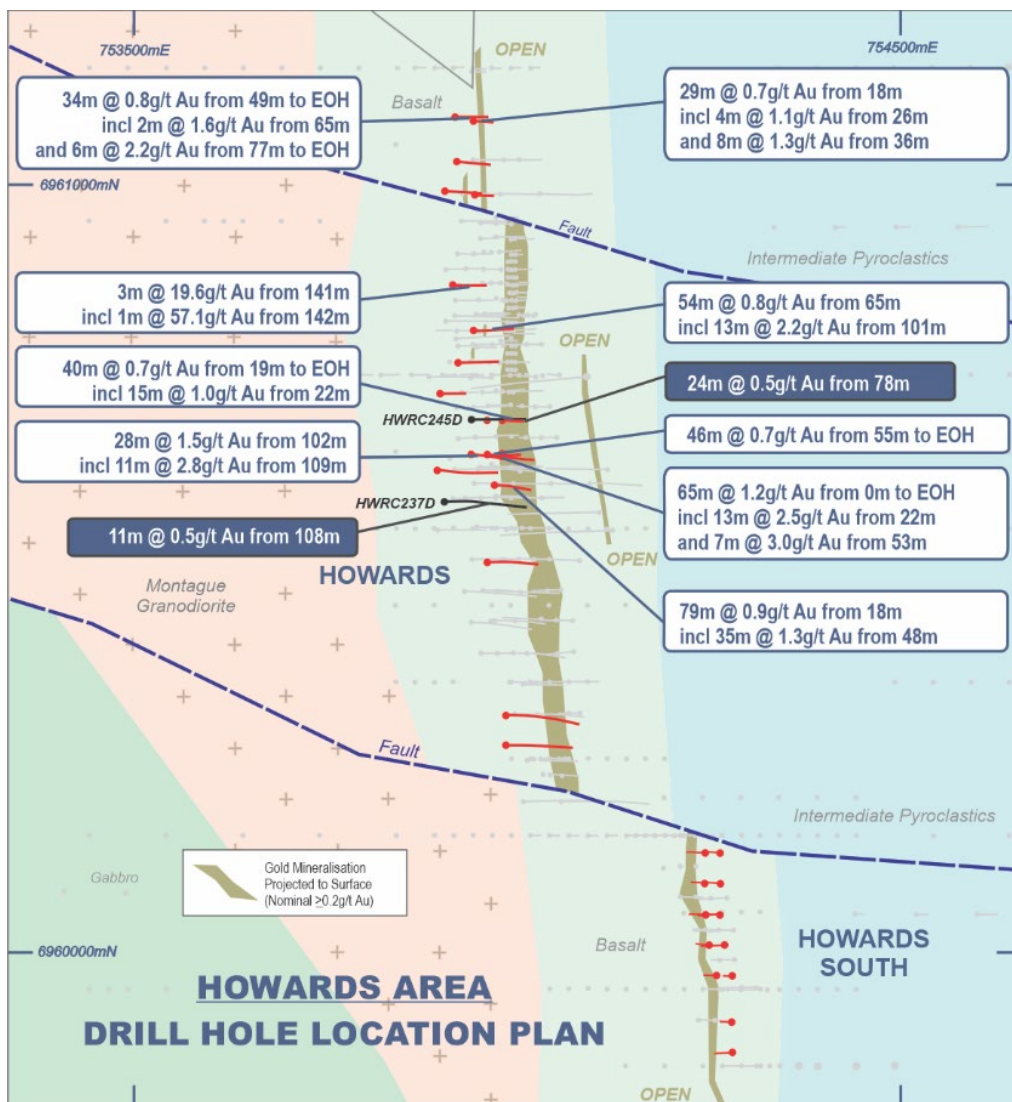 753500mE
754500mE
OPEN
34m @ 0.8g/t Au from 49m to EOH
incl 2m @ 1.6g/t Au from 65m
and 6m @ 2.2g/t Au from 77m to EOH
Basalt
29m @ 0.7g/t Au from 18m
incl 4m @ 1.1g/t Au from 26m
and 8m @ 1.3g/t Au from 36m
6961000mN
Fault
Intermediate Pyroclastics
3m @ 19.6g/t Au from 141m
incl 1m @ 57.1g/t Au from 142m
54m @ 0.8g/t Au from 65m
incl 13m @ 2.2g/t Au from 101m
OPEN
40m @ 0.7g/t Au from 19m to EOH
incl 15m @ 1.0g/t Au from 22m
24m @ 0.5g/t Au from 78m
HWRC245D
28m @ 1.5g/t Au from 102m
incl 11m @ 2.8g/t Au from 109m
46m @ 0.7g/t Au from 55m to EOH
65m @ 1.2g/t Au from 0m to EOH
incl 13m @ 2.5g/t Au from 22m
and 7m @ 3.0g/t Au from 53m
HWRC237D
11m @ 0.5g/t Au from 108m
OPEN
HOWARDS
Montague
Granodiorite
79m @ 0.9g/t Au from 18m
incl 35m @ 1.3g/t Au from 48m
Fault
Intermediate Pyroclastics
Gabbro
Gold Mineralisation
Projected to Surface
(Nominal ≥0.2g/t Au)
6960000mN
Basalt
HOWARDS
SOUTH
HOWARDS AREA
DRILL HOLE LOCATION PLAN
OPEN